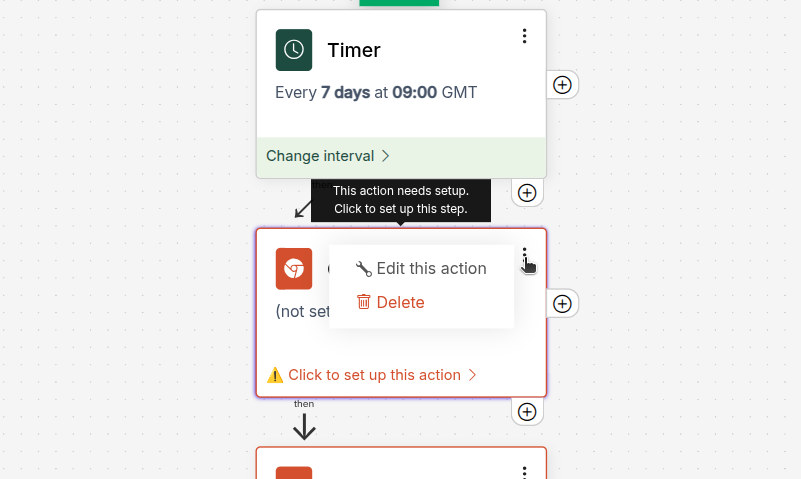 Timer
Every 7 days at 09:00 GMT
Change interval
This action needs setup.
Click to set up this step.
Edit this action
(not set
Delete
Click to set up this action
then